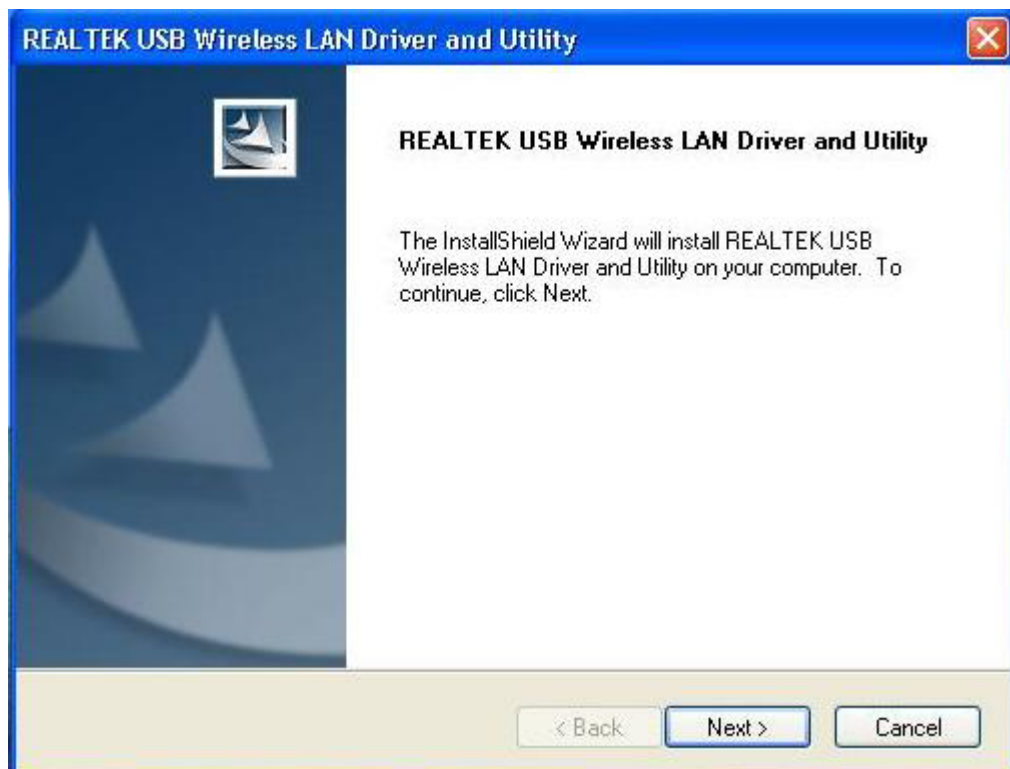 REALTEK USB Wireless LAN Driver and Utility
REALTEK USB Wireless LAN Driver and Utility
The InstallShield Wizard will install REALTEK USB
Wireless LAN Driver and Utility on your computer. To
continue, click Next.
< Back Next > Cancel